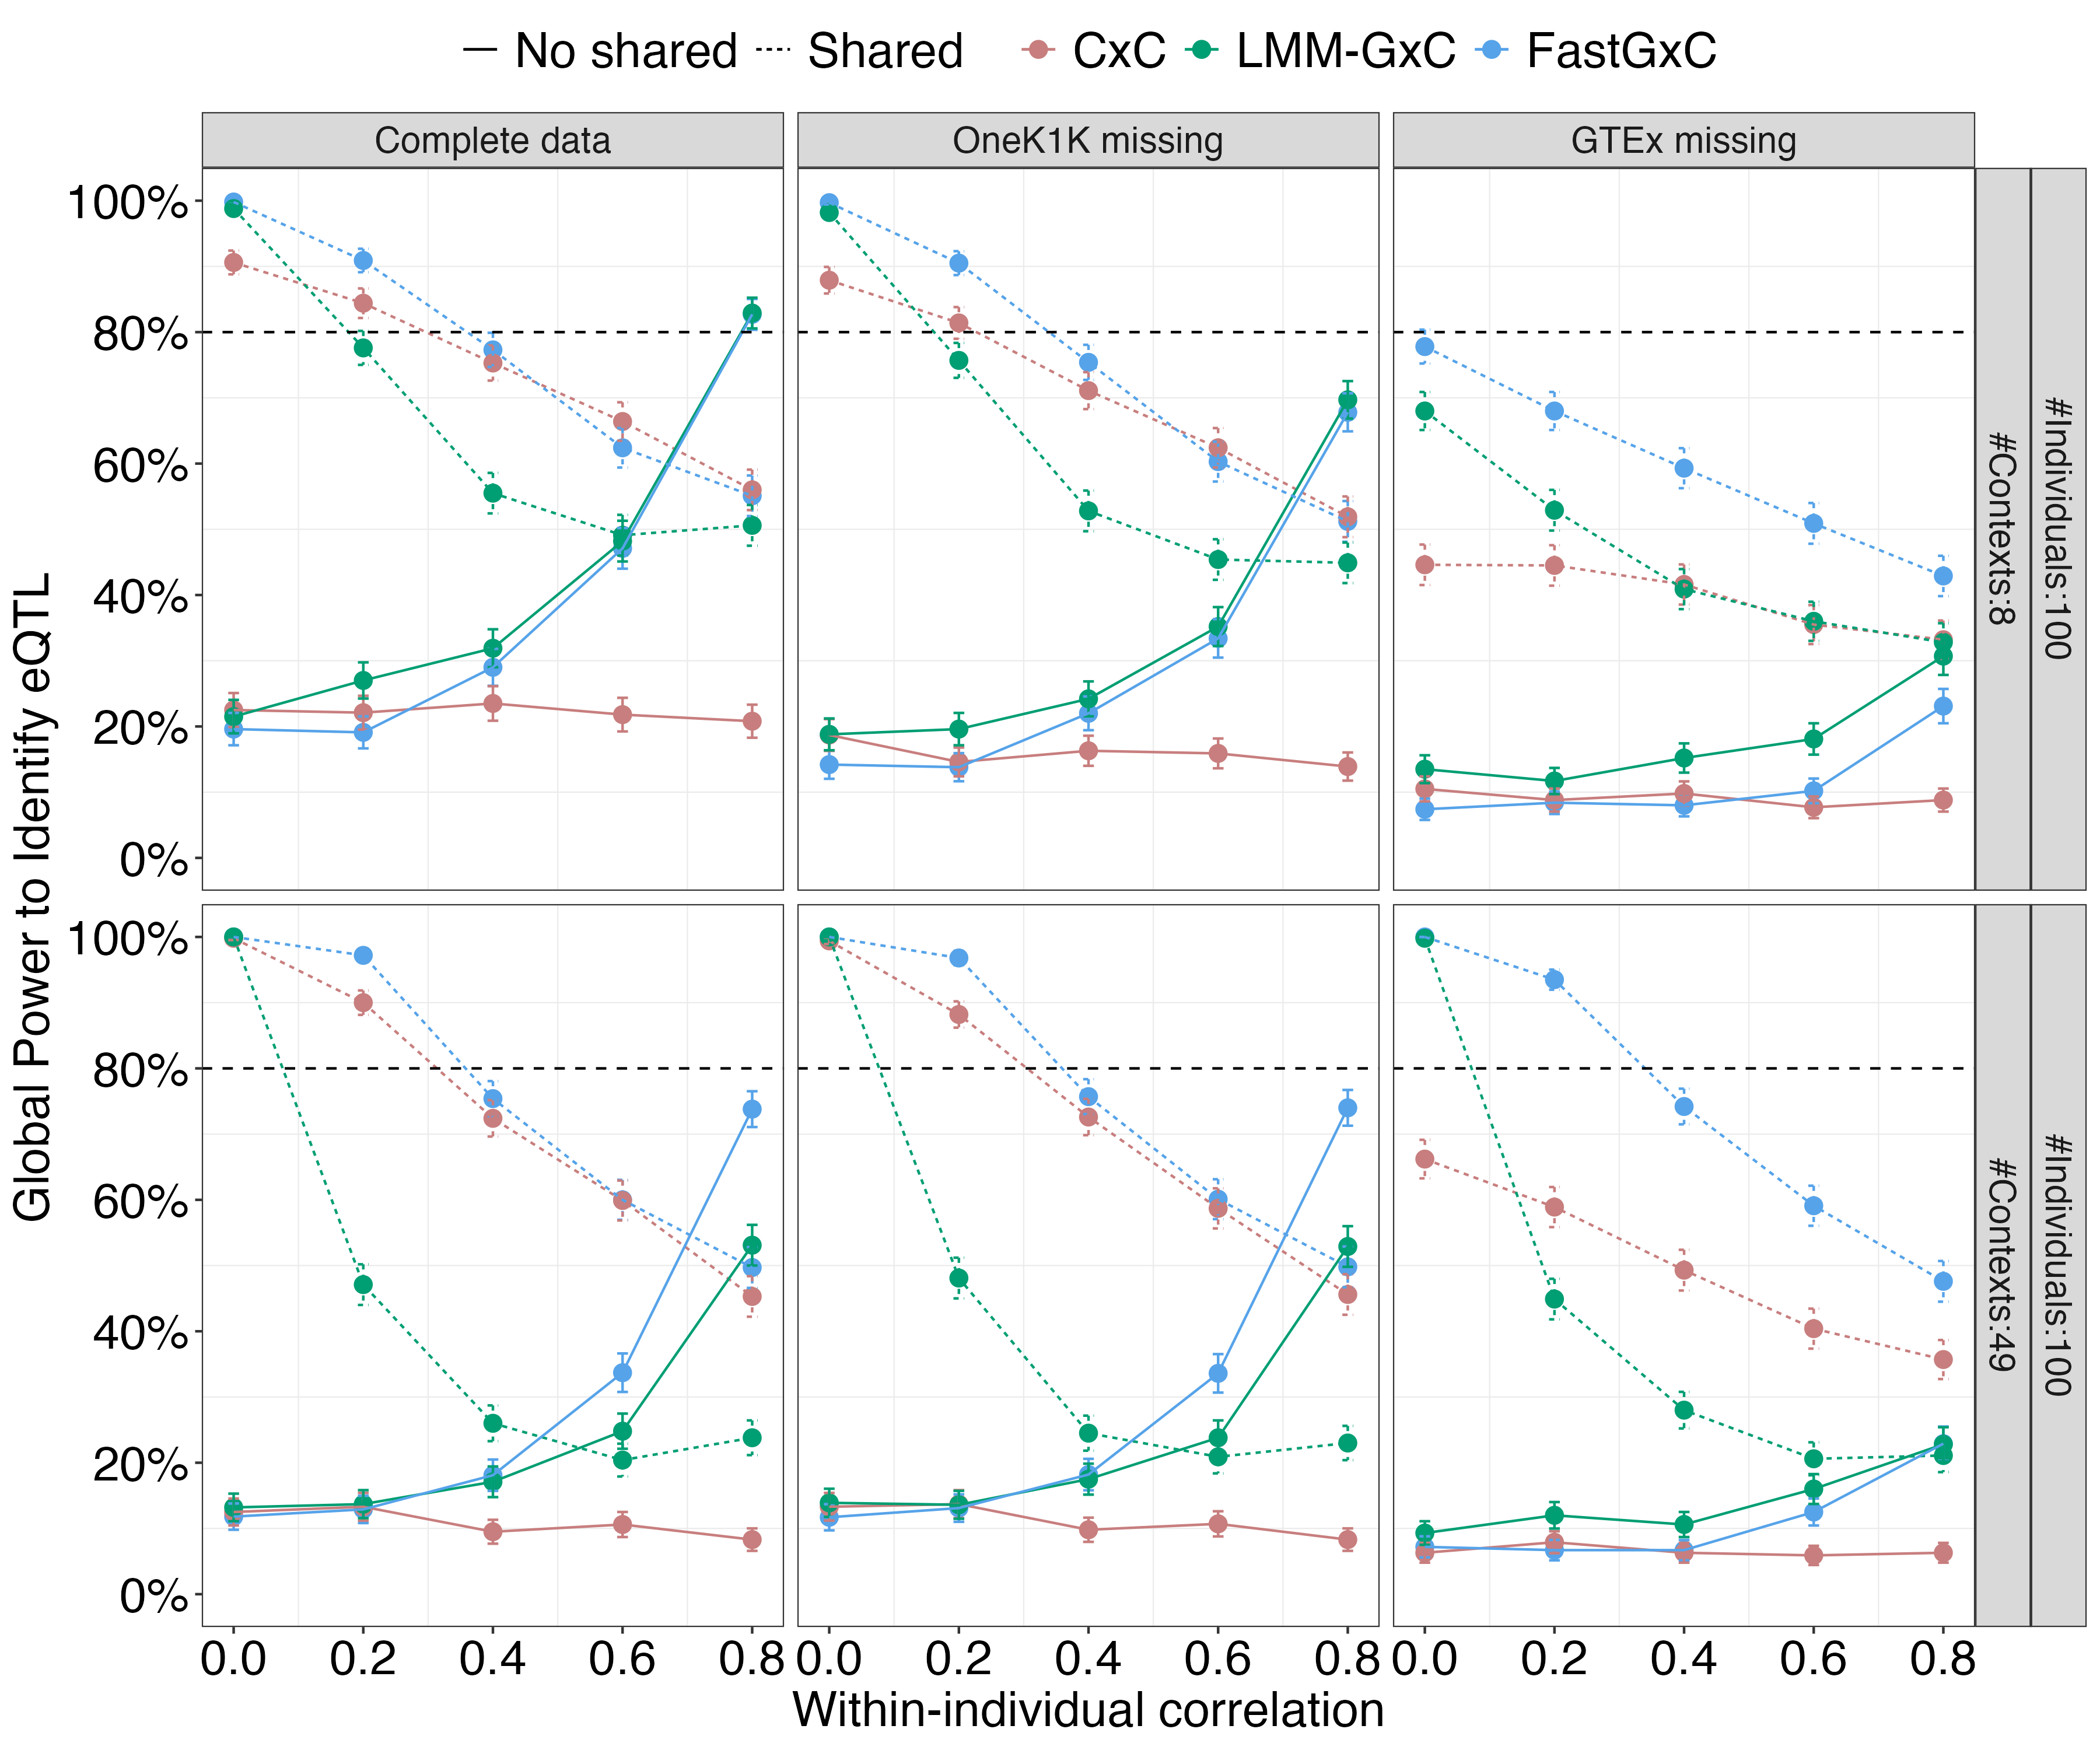 No shared Shared CxC LMM-GxC FastGxC
Complete data OneK1K missing GTEx missing
Global Power to Identify eQTL
100%
80%
60%
40%
20%
0%
#Contexts:8
#Individuals:100
100%
80%
60%
40%
20%
0%
#Contexts:49
#Individuals:100
0.0 0.2 0.4 0.6 0.8 0.0 0.2 0.4 0.6 0.8 0.0 0.2 0.4 0.6 0.8
Within-individual correlation